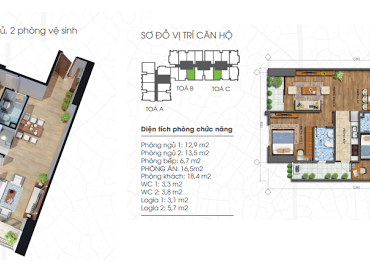 ủ, 2 phòng vệ sinh
SƠ ĐỒ VỊ TRÍ CĂN HỘ
TOÀ A
TOÀ B
TOÀ C
Diện tích phòng chức năng
Phòng ngủ 1: 12,9 m2
Phòng ngủ 2: 13,5 m2
Phòng bếp: 6,7 m2
PHÒNG ĂN: 16,5m2
Phòng khách: 18,4 m2
WC 1: 3,3 m2
WC 2: 3,8 m2
Logia 1: 3,1 m2
Logia 2: 5,7 m2